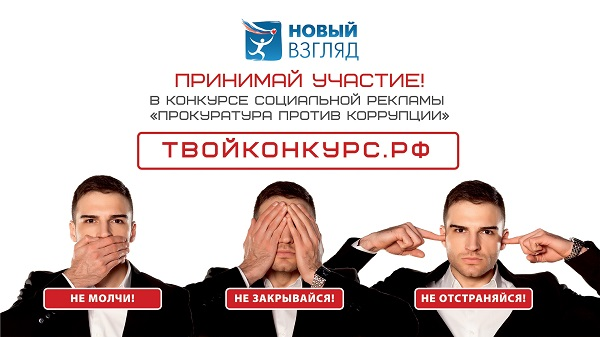 НОВЫЙ
ВЗГЛЯД
ПРИНИМАЙ УЧАСТИЕ!
В КОНКУРСЕ СОЦИАЛЬНОЙ РЕКЛАМЫ
«ПРОКУРАТУРА ПРОТИВ КОРРУПЦИИ»
ТВОЙКОНКУРС.РФ
НЕ МОЛЧИ!
НЕ ЗАКРЫВАЙСЯ!
НЕ ОТСТРАНЯЙСЯ!